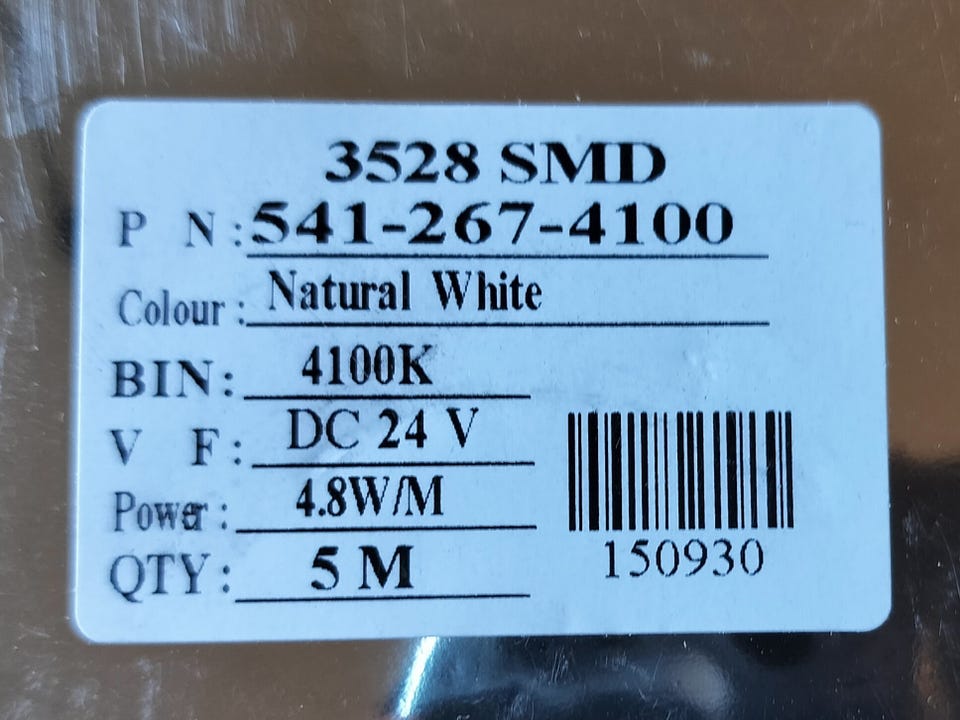 3528 SMD
P N: 541-267-4100
Colour: Natural White
BIN: 4100K
V F: DC 24 V
Power: 4.8W/M
QTY: 5 M
150930